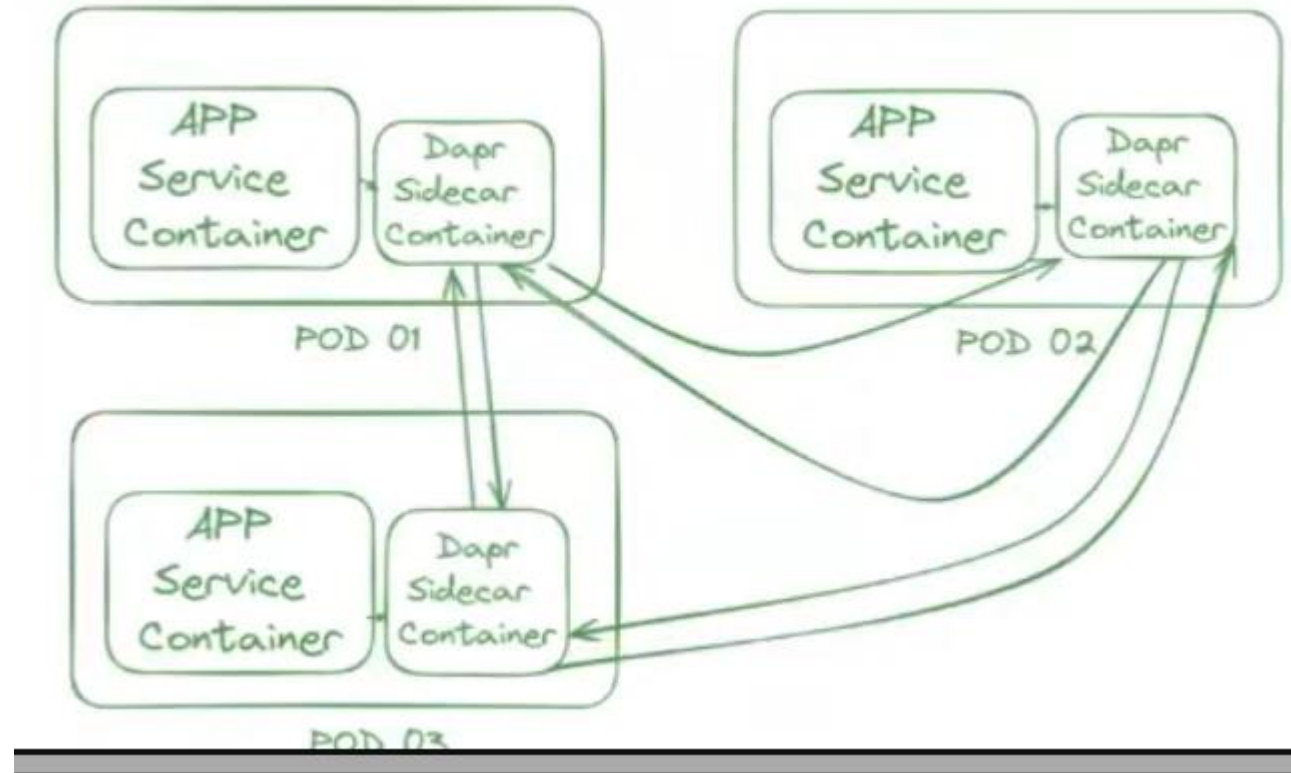 APP
Service
Container
Dapr
Sidecar
Container
POD 01
APP
Service
Container
Dapr
Sidecar
Container
POD 02
APP
Service
Container
Dapr
Sidecar
Container
POD 03